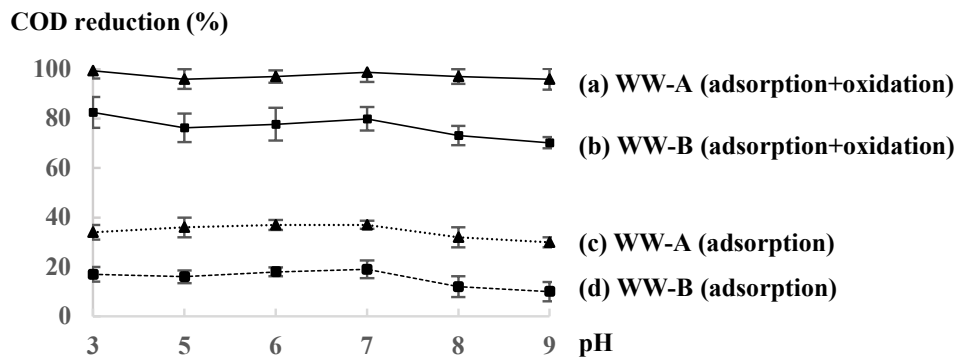 COD reduction (%)
100
80
60
40
20
0
3 5 6 7 8 9 pH
(a) WW-A (adsorption+oxidation)
(b) WW-B (adsorption+oxidation)
(c) WW-A (adsorption)
(d) WW-B (adsorption)